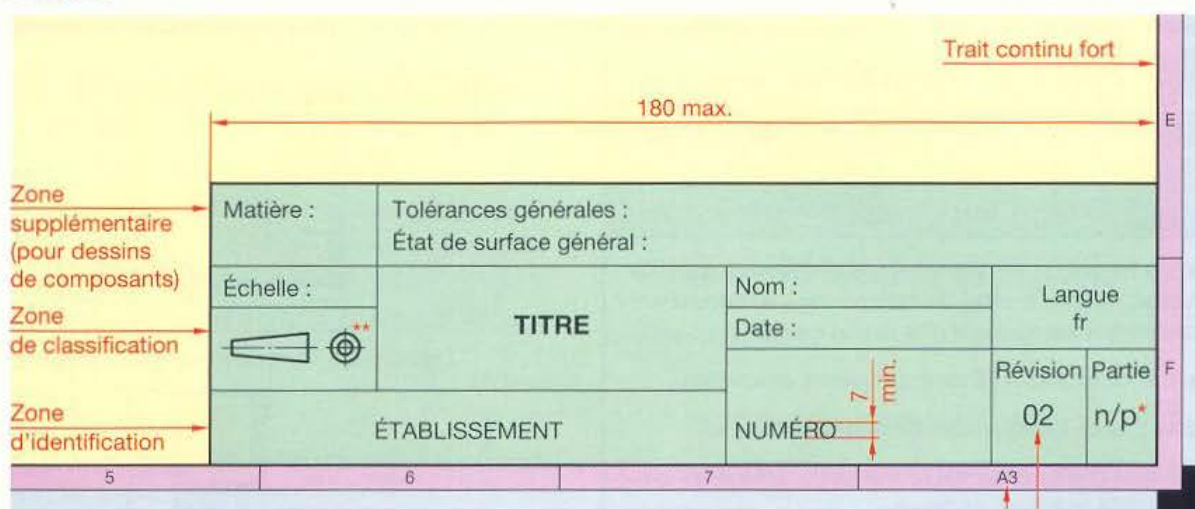 Trait continu fort
180 max.
E
Zone
supplémentaire
(pour dessins
de composants)
Matière :
Tolérances générales :
État de surface général :
Échelle :
Zone
de classification
**
TITRE
Nom :
Date :
Langue
fr
Zone
d'identification
ÉTABLISSEMENT
NUMÉRO
7
min.
Révision
02
Partie
n/p*
F
5
6
7
A3